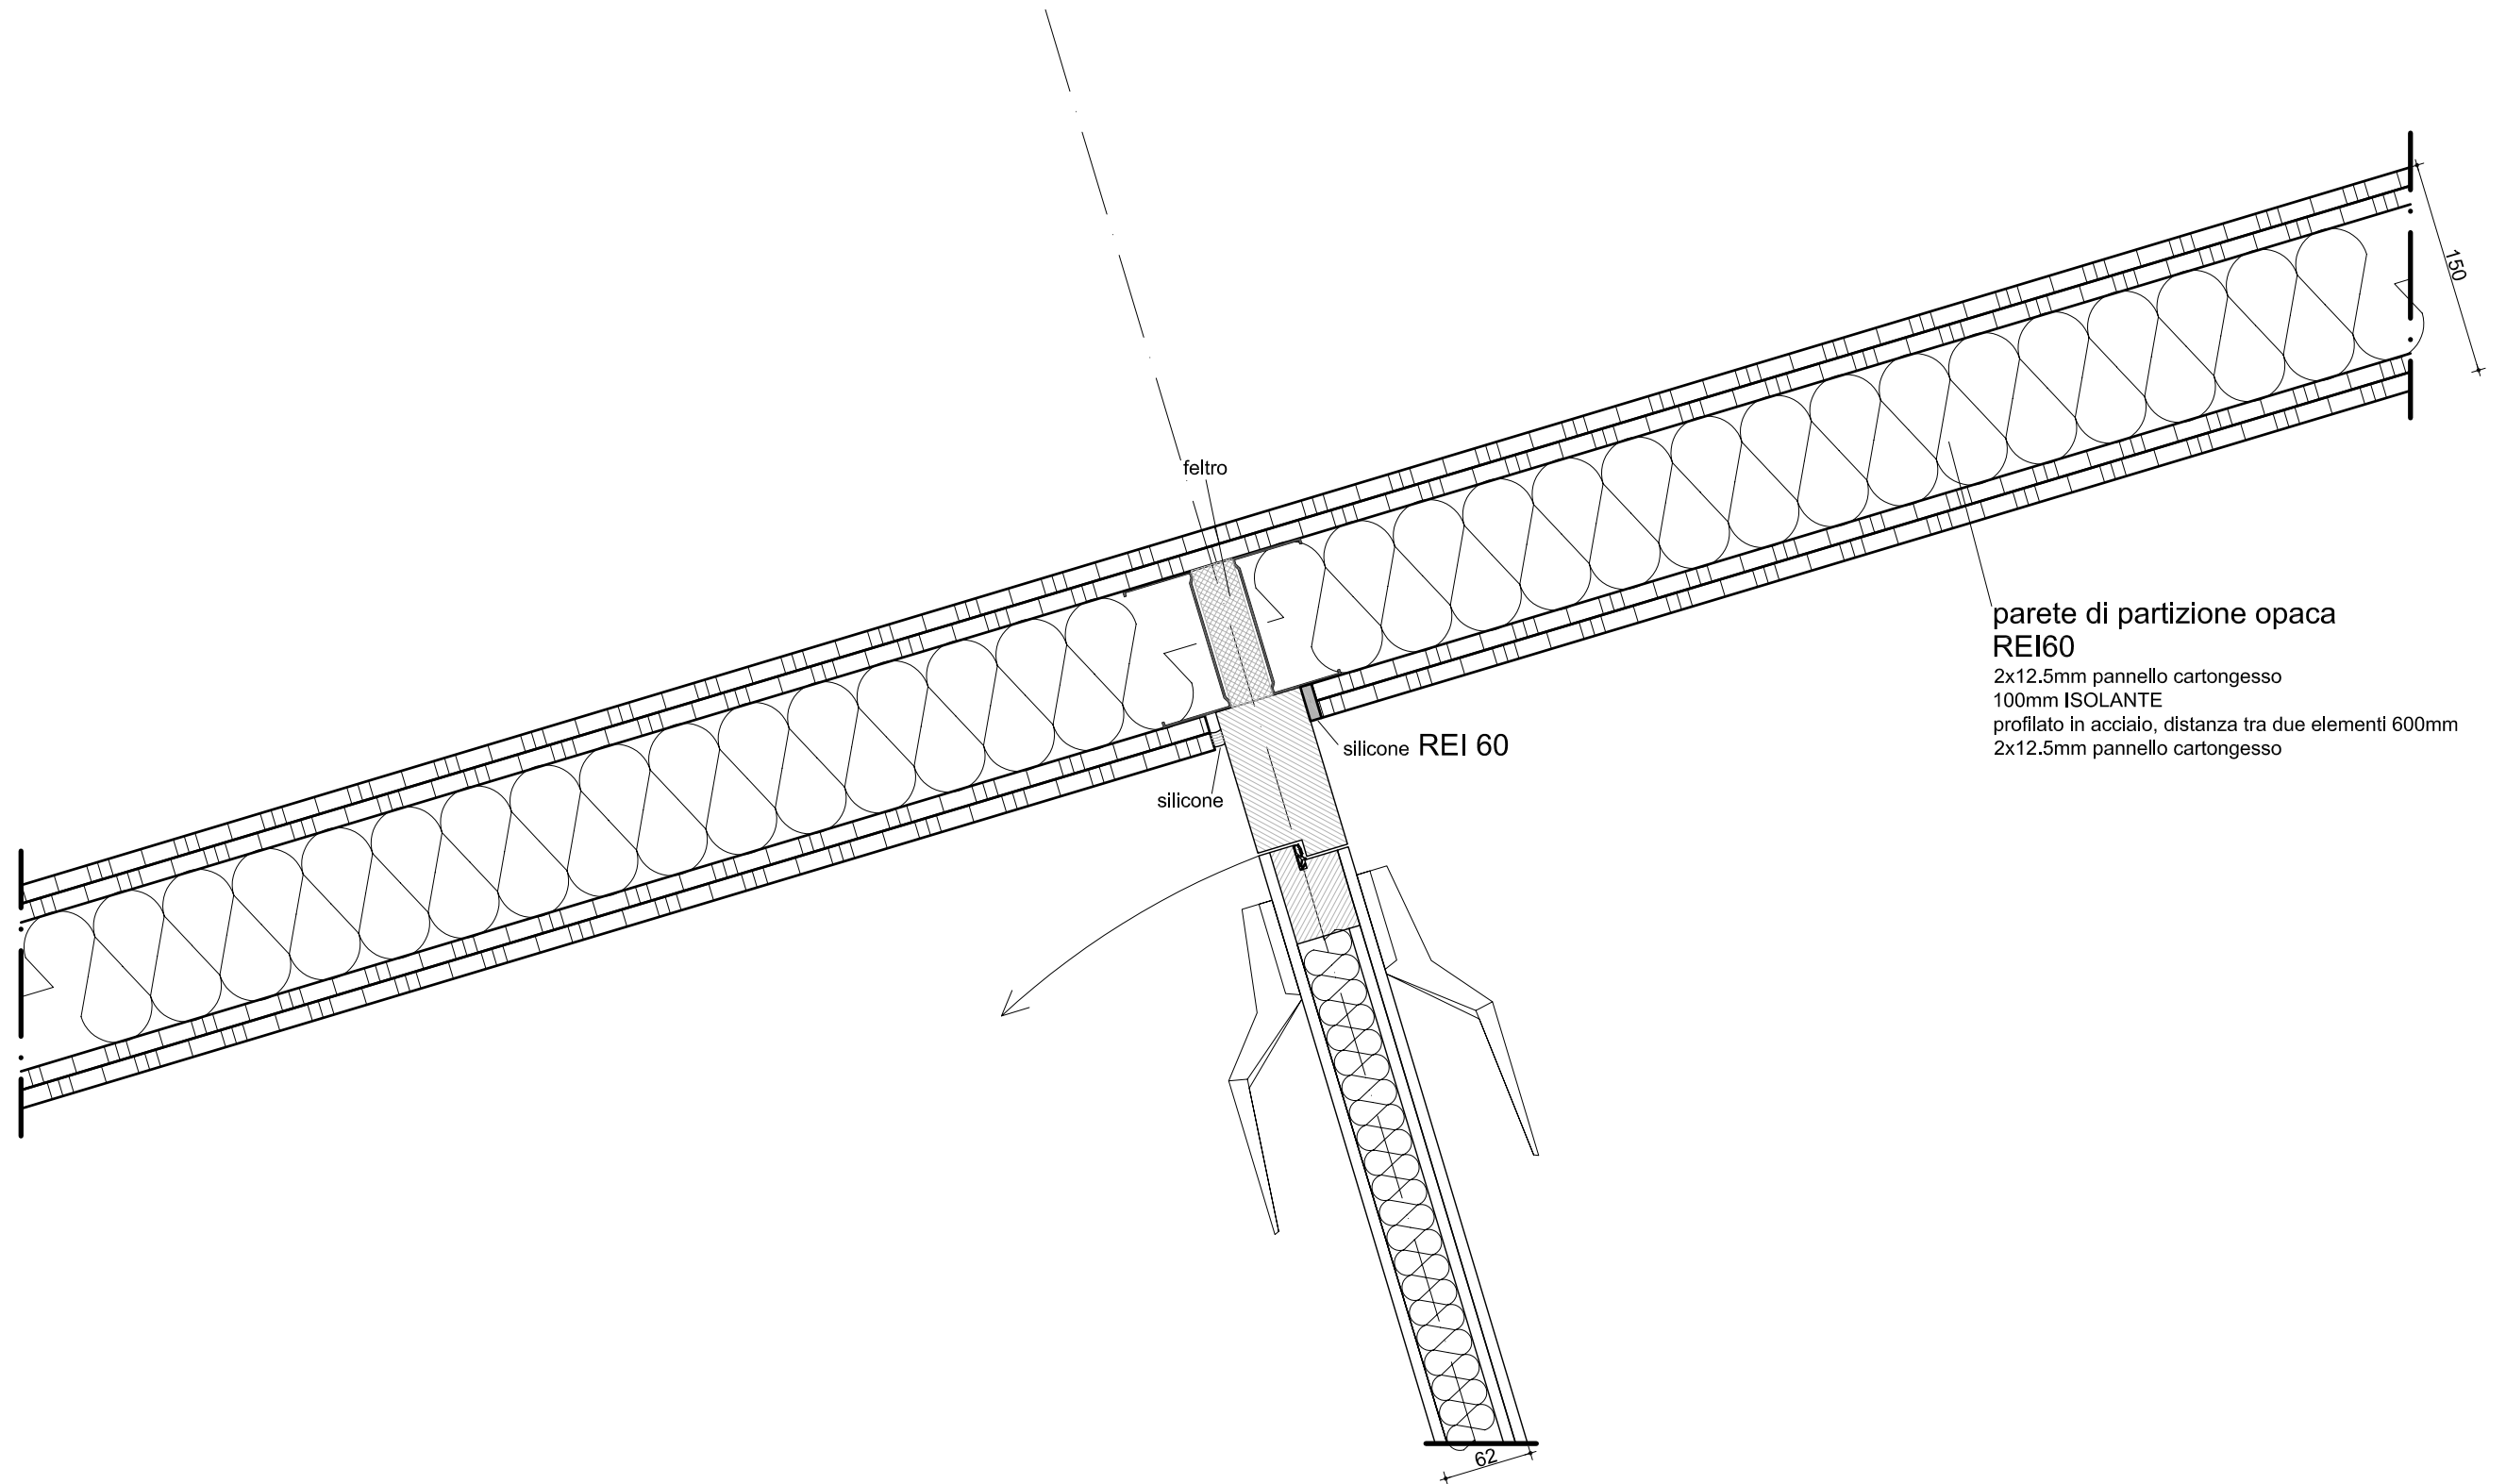 150
feltro
parete di partizione opaca
REI60
2x12.5mm pannello cartongesso
100mm ISOLANTE
profilato in acciaio, distanza tra due elementi 600mm
2x12.5mm pannello cartongesso
silicone REI 60
silicone
62